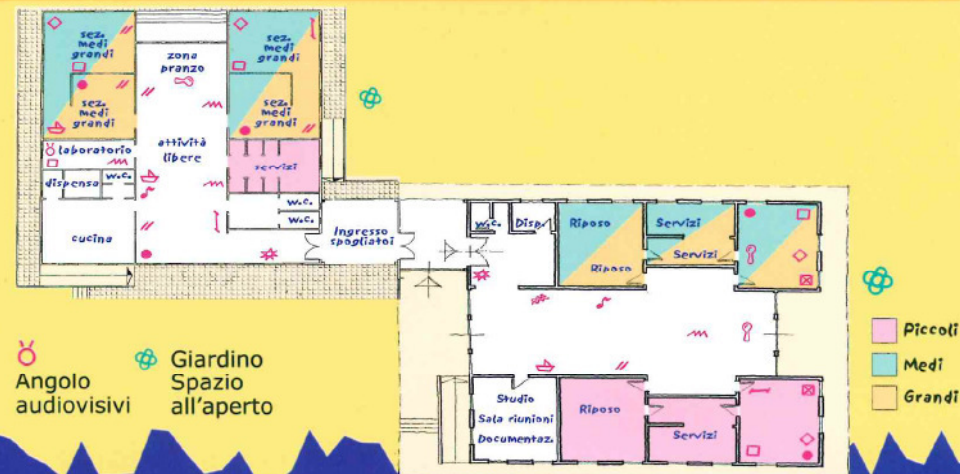 sez.
medi
grandi
sez.
medi
grandi
zona
pranzo
sez.
medi
grandi
sez.
medi
grandi
attività
libere
laboratorio
servizi
dispensa
w.c.
w.c.
w.c.
cucina
Ingresso
spogliatoi
w.c.
Disp.
Riposo
Riposo
Servizi
Servizi
Studio
Sala riunioni
Documentaz.
Riposo
Servizi
Angolo
audiovisivi
Giardino
Spazio
all'aperto
Piccoli
Medi
Grandi